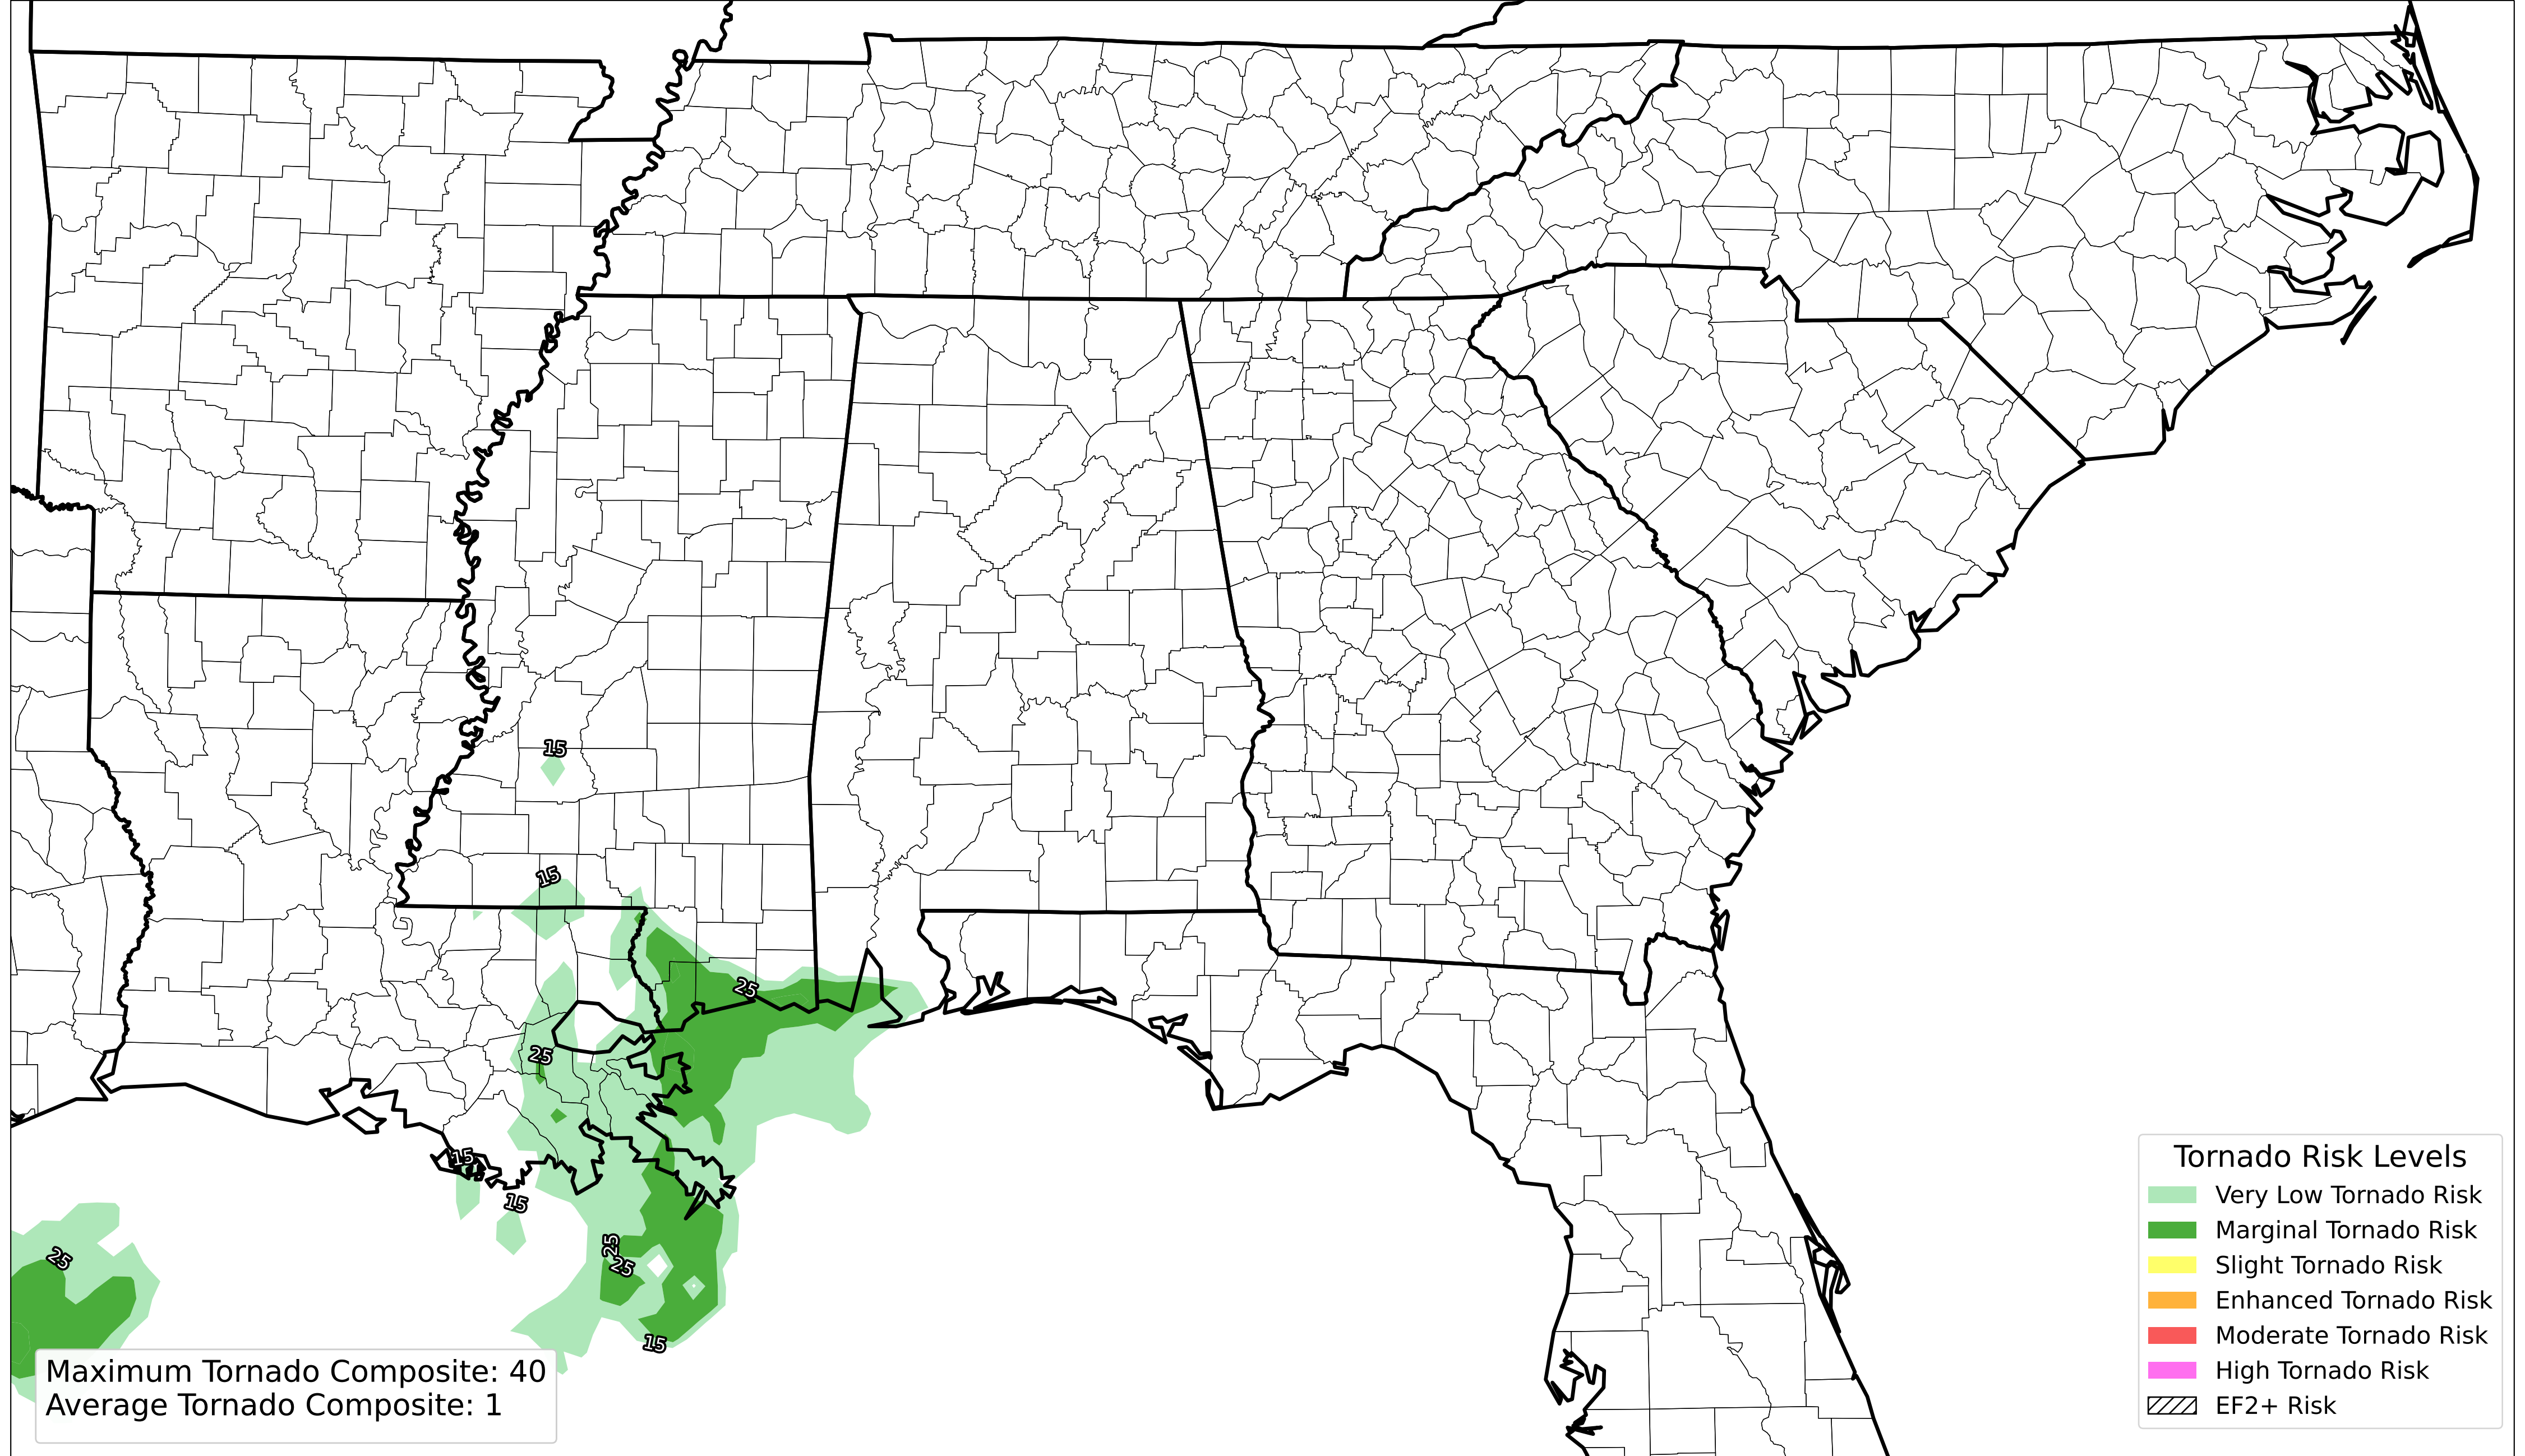 15
15
25
25
15
15
25
25
25
15
Maximum Tornado Composite: 40
Average Tornado Composite: 1
Tornado Risk Levels
Very Low Tornado Risk
Marginal Tornado Risk
Slight Tornado Risk
Enhanced Tornado Risk
Moderate Tornado Risk
High Tornado Risk
EF2+ Risk